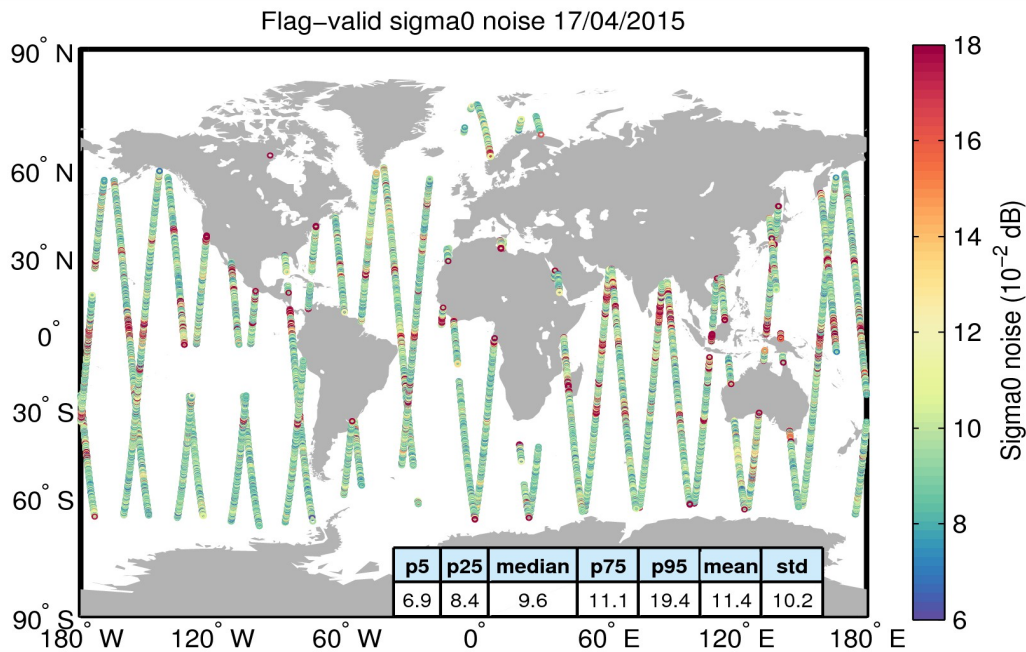 Flag−valid sigma0 noise 17/04/2015
90° N
60° N
30° N
0°
30° S
60° S
90° S
180° W
120° W
60° W
0°
60° E
120° E
180° E
p5 p25 median p75 p95 mean std
6.9 8.4 9.6 11.1 19.4 11.4 10.2
18
16
14
12
10
8
6
Sigma0 noise (10⁻² dB)